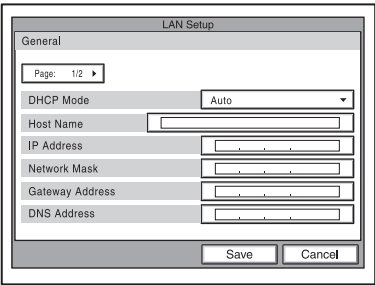 LAN Setup
General
Page: 1/2
DHCP Mode Auto
Host Name
IP Address . . .
Network Mask . . .
Gateway Address . . .
DNS Address . . .
Save Cancel